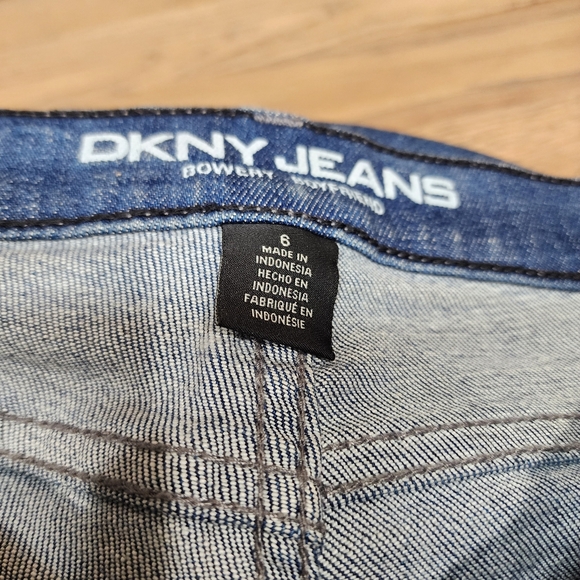 DKNY JEANS
BOWERY
6
MADE IN
INDONESIA
HECHO EN
INDONESIA
FABRIQUÉ EN
INDONÉSIE